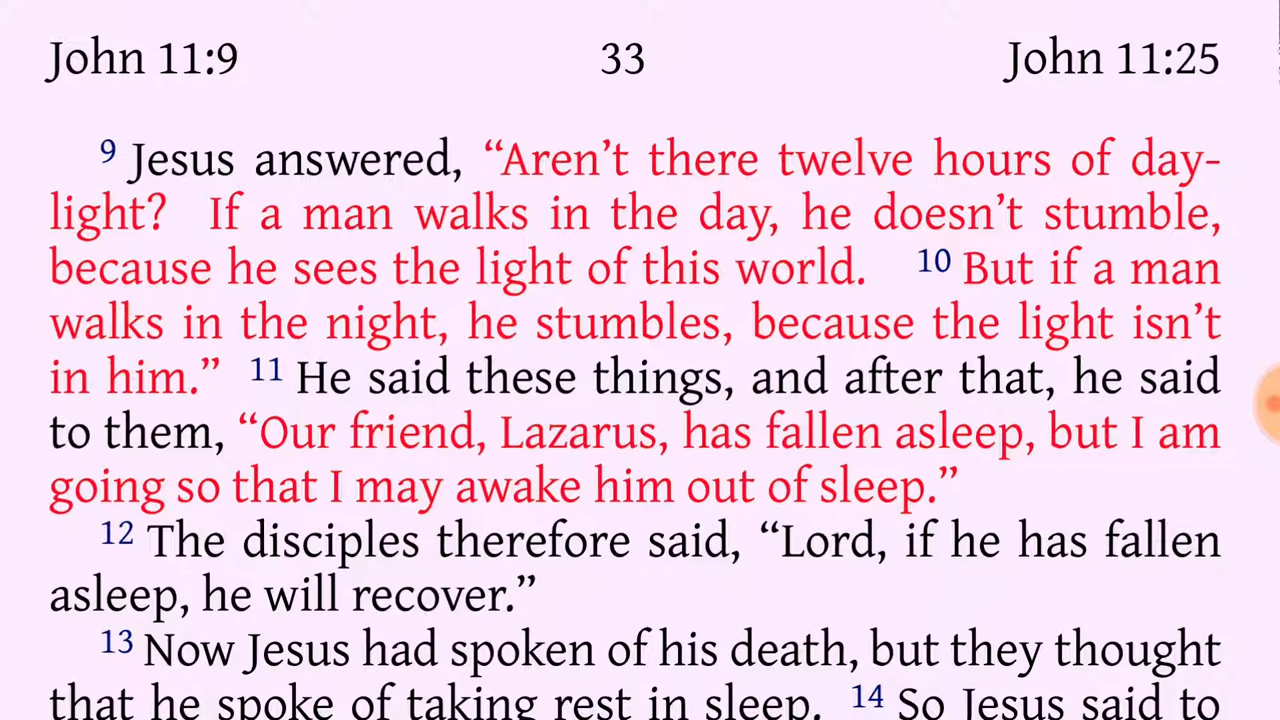 John 11:9 33 John 11:25
9 Jesus answered, “Aren’t there twelve hours of day-
light? If a man walks in the day, he doesn’t stumble,
because he sees the light of this world. 10 But if a man
walks in the night, he stumbles, because the light isn’t
in him.” 11 He said these things, and after that, he said
to them, “Our friend, Lazarus, has fallen asleep, but I am
going so that I may awake him out of sleep.”
12 The disciples therefore said, “Lord, if he has fallen
asleep, he will recover.”
13 Now Jesus had spoken of his death, but they thought
that he spoke of taking rest in sleep. 14 So Jesus said to